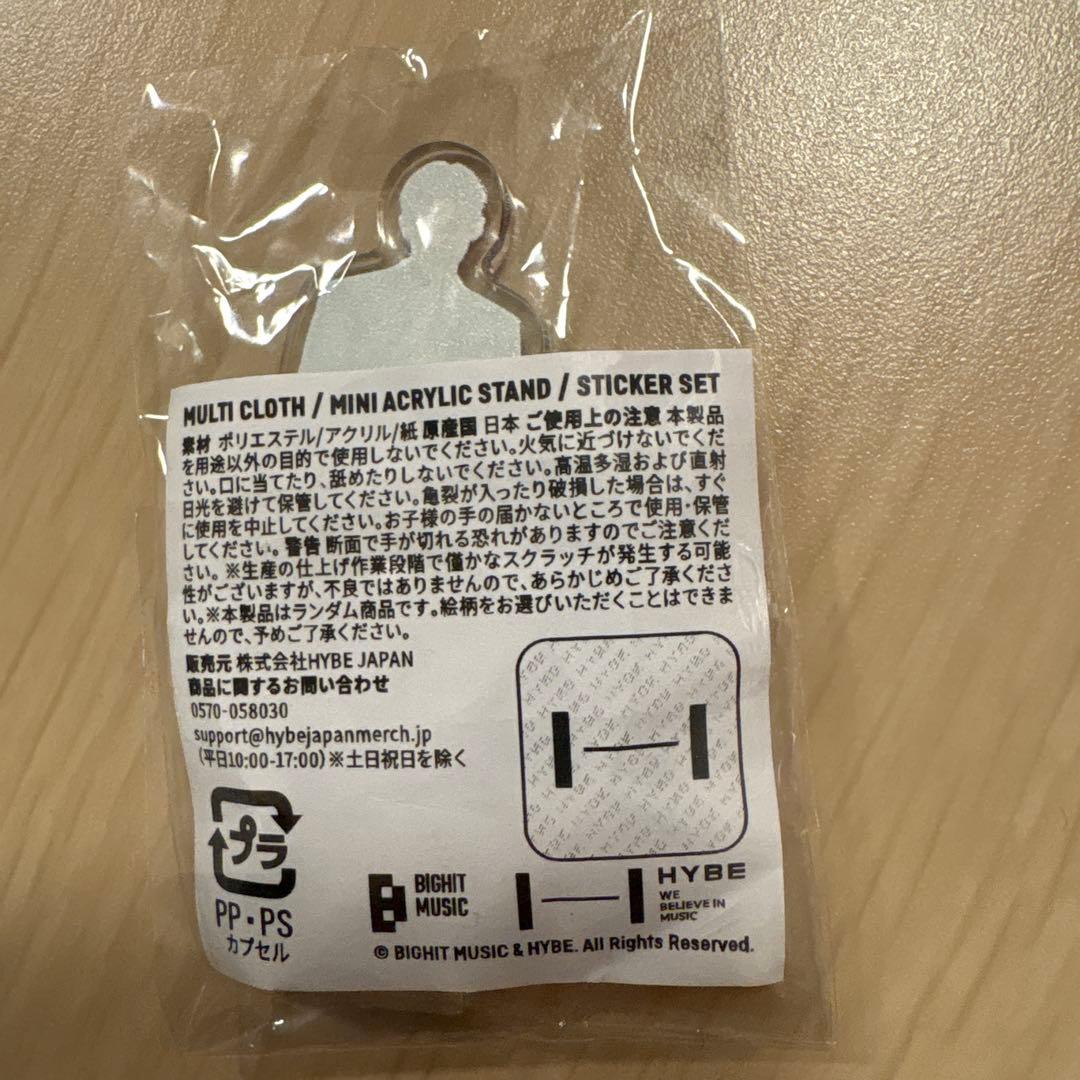 MULTI CLOTH / MINI ACRYLIC STAND / STICKER SET
素材 ポリエステル/アクリル/紙 原産国 日本 ご使用上の注意 本製品
を用途以外の目的で使用しないでください。火気に近づけないでくだ
さい。口に当てたり、舐めたりしないでください。高温多湿および直射
日光を避けて保管してください。亀裂が入ったり破損した場合は、すぐ
に使用を中止してください。お子様の手の届かないところで使用・保管
してください。警告 断面で手が切れる恐れがありますのでご注意くだ
さい。※生産の仕上げ作業段階で僅かなスクラッチが発生する可能
性がございますが、不良ではありませんので、あらかじめご了承くださ
い。※本製品はランダム商品です。絵柄をお選びいただくことはできま
せんので、予めご了承ください。
販売元 株式会社HYBE JAPAN
商品に関するお問い合わせ
0570-058030
support@hybejapanmerch.jp
(平日10:00-17:00)※土日祝日を除く
プラ
PP・PS
カプセル
BIGHIT
MUSIC
HYBE
WE
BELIEVE IN
MUSIC
© BIGHIT MUSIC & HYBE. All Rights Reserved.